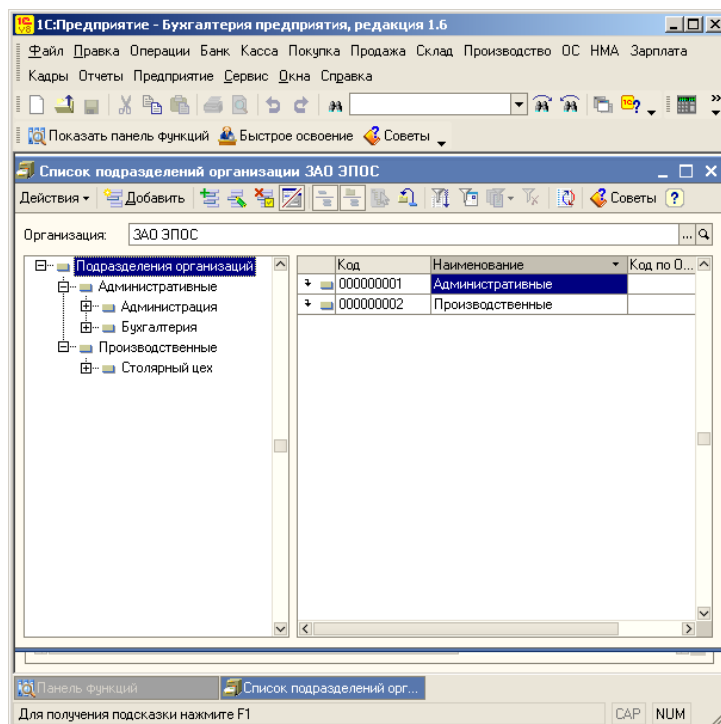 1С:Предприятие - Бухгалтерия предприятия, редакция 1.6
Файл Правка Операции Банк Касса Покупка Продажа Склад Производство ОС НМА Зарплата
Кадры Отчеты Предприятие Сервис Окна Справка
Показать панель функций Быстрое освоение Советы
Список подразделений организации ЗАО ЭПОС
Действия Добавить Советы
Организация: ЗАО ЭПОС ...
Подразделения организаций
Административные
Администрация
Бухгалтерия
Производственные
Столярный цех
Код Наименование Код по О...
000000001 Административные
000000002 Производственные
Панель функций Список подразделений орг...
Для получения подсказки нажмите F1 CAP NUM